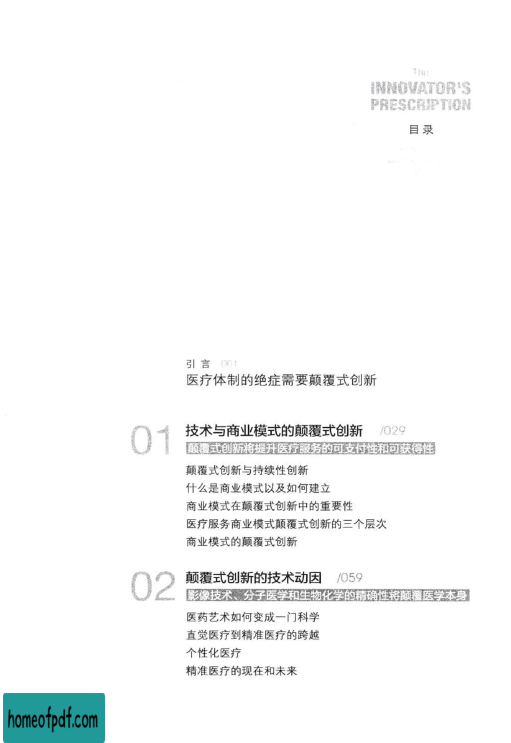 The
INNOVATOR'S
PRESCRIPTION
目录
引言 001
医疗体制的绝症需要颠覆式创新
01 技术与商业模式的颠覆式创新 /029
颠覆式创新将提升医疗服务的可支付性和可获得性
颠覆式创新与持续性创新
什么是商业模式以及如何建立
商业模式在颠覆式创新中的重要性
医疗服务商业模式颠覆式创新的三个层次
商业模式的颠覆式创新
02 颠覆式创新的技术动因 /059
影像技术、分子医学和生物化学的精确性将颠覆医学本身
医药艺术如何变成一门科学
直觉医疗到精准医疗的跨越
个性化医疗
精准医疗的现在和未来
homeofpdf.com